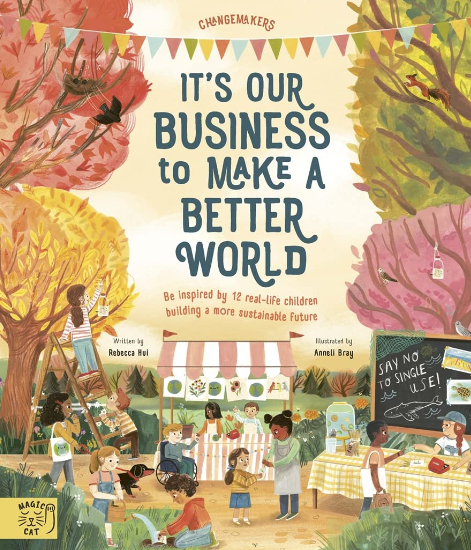 CHANGEMAKERS
IT'S OUR
BUSINESS
to MAKE A
BETTER
WORLD
Be inspired by 12 real-life children
building a more sustainable future
Written by
Rebecca Hui
Illustrated by
Anneli Bray
SAY NO
TO SINGLE
USE!
MAGIC
CAT